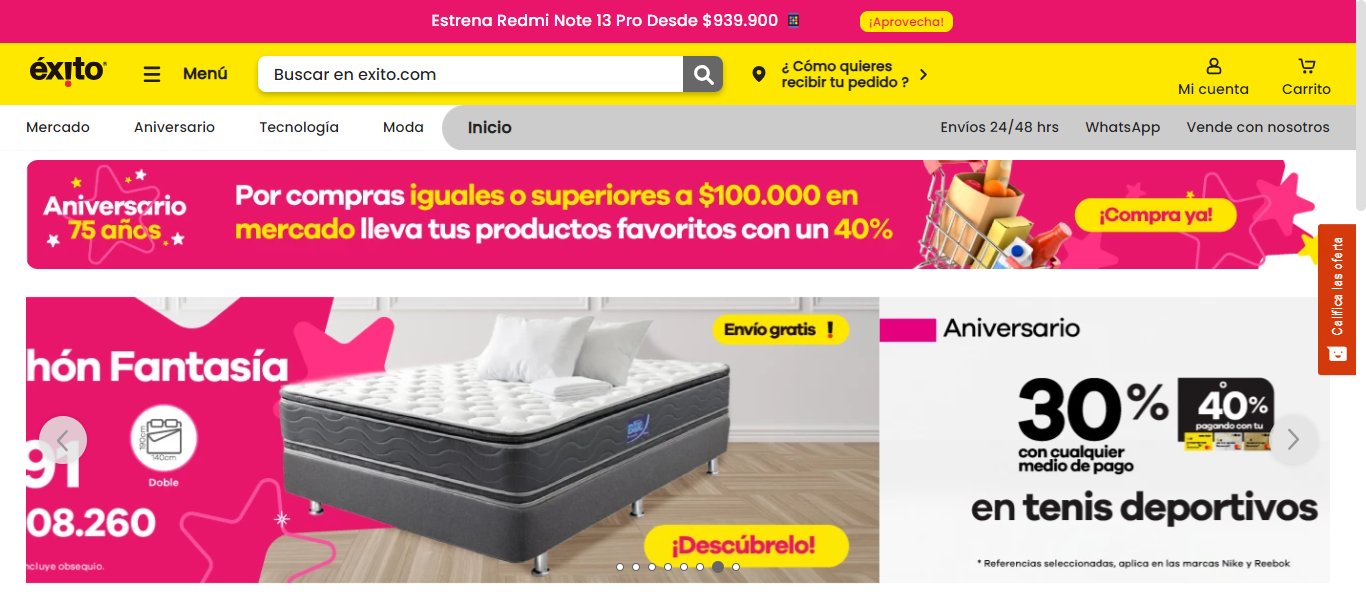 Estrena Redmi Note 13 Pro Desde $939.900
¡Aprovecha!
éxito
Menú
Buscar en exito.com
¿ Cómo quieres
recibir tu pedido ?
Mi cuenta
Carrito
Mercado
Aniversario
Tecnología
Moda
Inicio
Envíos 24/48 hrs
WhatsApp
Vende con nosotros
Aniversario
75 años
Por compras iguales o superiores a $100.000 en
mercado lleva tus productos favoritos con un 40%
¡Compra ya!
Califica las oferta
hón Fantasía
190cm
140cm
Doble
91
08.260
ncluye obsequio.
Envío gratis !
¡Descúbrelo!
Aniversario
30%
con cualquier
medio de pago
40%
pagando con tu
en tenis deportivos
* Referencias seleccionadas, aplica en las marcas Nike y Reebok